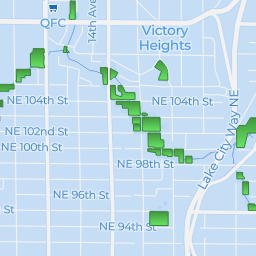 QFC
14th Ave
Victory
Heights
NE 104th St
NE 104th St
NE 102nd St
NE 100th St
NE 98th St
Lake City Way NE
NE 96th St
NE 94th St